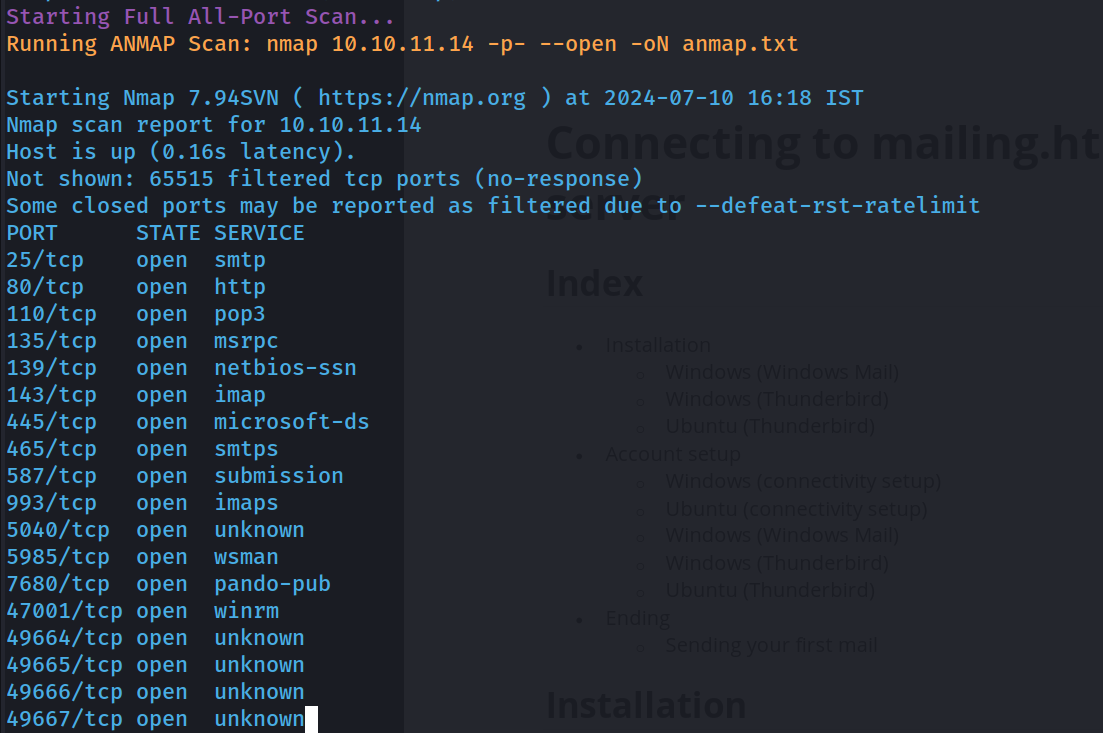 Starting Full All-Port Scan...
Running ANMAP Scan: nmap 10.10.11.14 -p- --open -oN anmap.txt
Starting Nmap 7.94SVN ( https://nmap.org ) at 2024-07-10 16:18 IST
Nmap scan report for 10.10.11.14
Host is up (0.16s latency).
Not shown: 65515 filtered tcp ports (no-response)
Some closed ports may be reported as filtered due to --defeat-rst-ratelimit
PORT STATE SERVICE
25/tcp open smtp
80/tcp open http
110/tcp open pop3
135/tcp open msrpc
139/tcp open netbios-ssn
143/tcp open imap
445/tcp open microsoft-ds
465/tcp open smtps
587/tcp open submission
993/tcp open imaps
5040/tcp open unknown
5985/tcp open wsman
7680/tcp open pando-pub
47001/tcp open winrm
49664/tcp open unknown
49665/tcp open unknown
49666/tcp open unknown
49667/tcp open unknown
Connecting to mailing.ht
server
Index
Installation
Windows (Windows Mail)
Windows (Thunderbird)
Ubuntu (Thunderbird)
Account setup
Windows (connectivity setup)
Ubuntu (connectivity setup)
Windows (Windows Mail)
Windows (Thunderbird)
Ubuntu (Thunderbird)
Ending
Sending your first mail
Installation